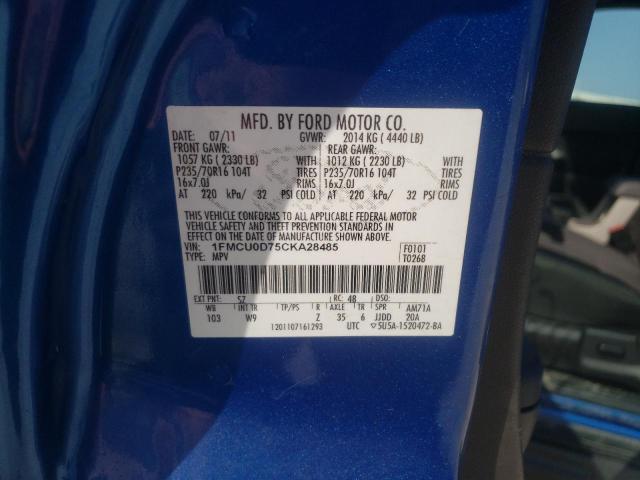 MFD. BY FORD MOTOR CO.
DATE: 07/11 GVWR: 2014 KG ( 4440 LB)
FRONT GAWR: REAR GAWR:
1057 KG ( 2330 LB) 1012 KG ( 2230 LB)
P235/70R16 104T TIRES P235/70R16 104T TIRES
16x7.0J RIMS 16x7.0J RIMS
AT 220 kPa/ 32 PSI COLD AT 220 kPa/ 32 PSI COLD
THIS VEHICLE CONFORMS TO ALL APPLICABLE FEDERAL MOTOR
VEHICLE SAFETY AND THEFT PREVENTION STANDARDS IN
EFFECT ON THE DATE OF MANUFACTURE SHOWN ABOVE.
VIN: 1FMCU0D75CKA28485 F0101
TYPE: MPV T0268
EXT PNT: SZ RC: 48 DSO:
WB INT TR TP/PS R AXLE TR SPR AM71A
103 W9 Z 35 6 JJDD 20A
1201107161293 UTC 5U5A-1520472-BA